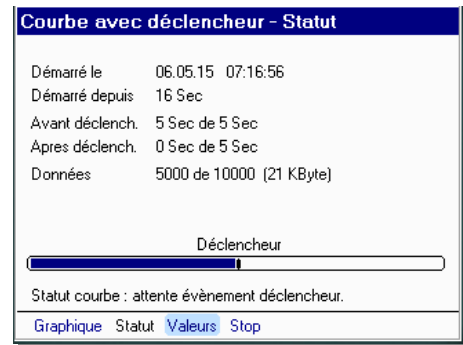 Courbe avec déclencheur - Statut
Démarré le 06.05.15 07:16:56
Démarré depuis 16 Sec
Avant déclench. 5 Sec de 5 Sec
Apres déclench. 0 Sec de 5 Sec
Données 5000 de 10000 (21 KByte)
Déclencheur
Statut courbe : attente évènement déclencheur.
Graphique Statut Valeurs Stop